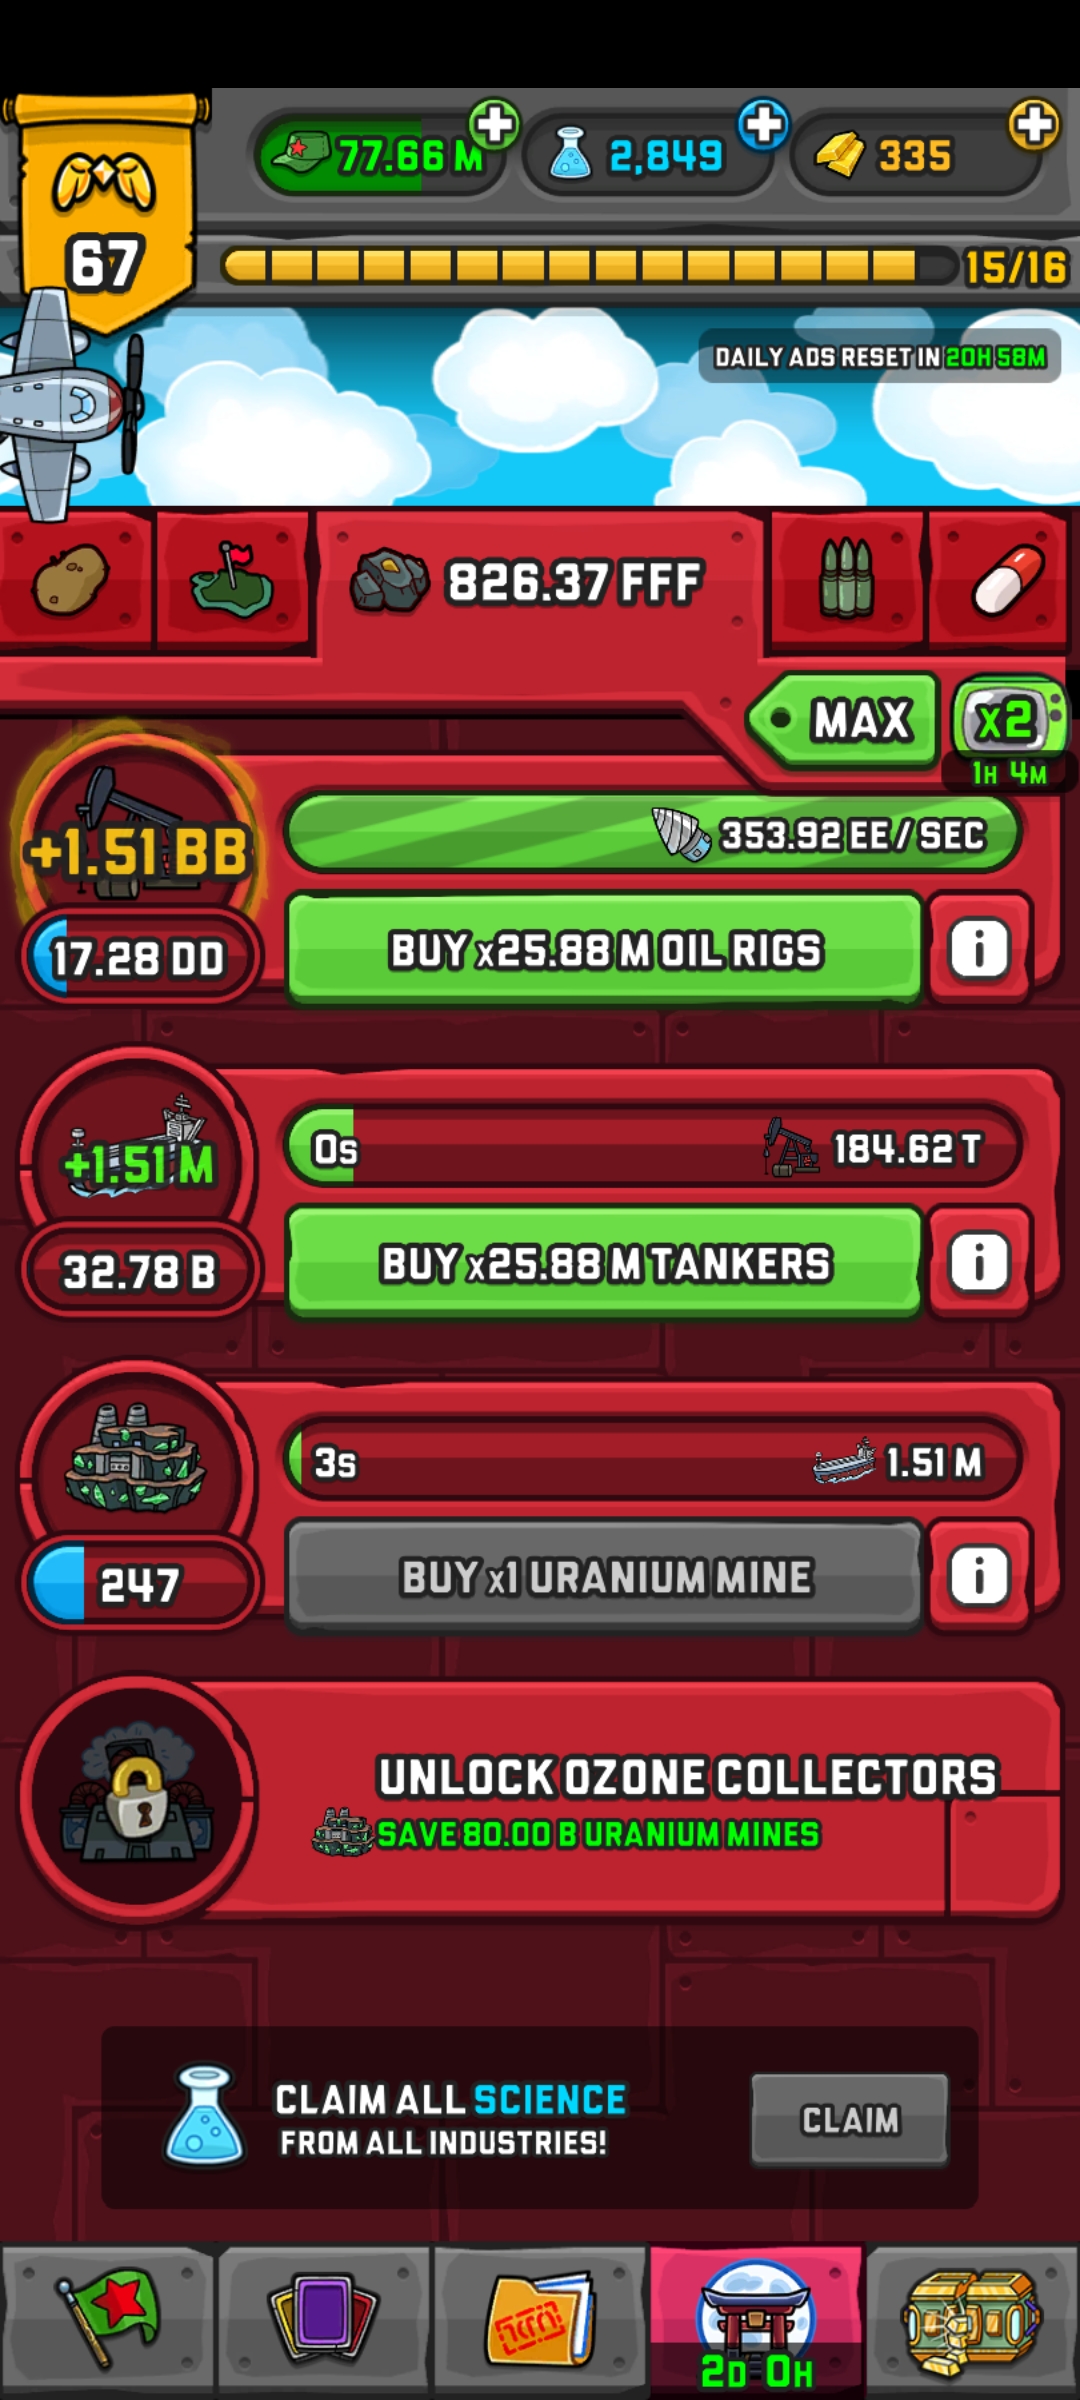 77.66 M
2,849
335
67
15/16
DAILY ADS RESET IN 20H 58M
826.37 FFF
MAX
x2
1H 4M
+1.51 BB
353.92 EE / SEC
17.28 DD
BUY x25.88 M OIL RIGS
i
+1.51 M
0s
184.62 T
32.78 B
BUY x25.88 M TANKERS
i
3s
1.51 M
247
BUY x1 URANIUM MINE
i
UNLOCK OZONE COLLECTORS
SAVE 80.00 B URANIUM MINES
CLAIM ALL SCIENCE
FROM ALL INDUSTRIES!
CLAIM
2D 0H